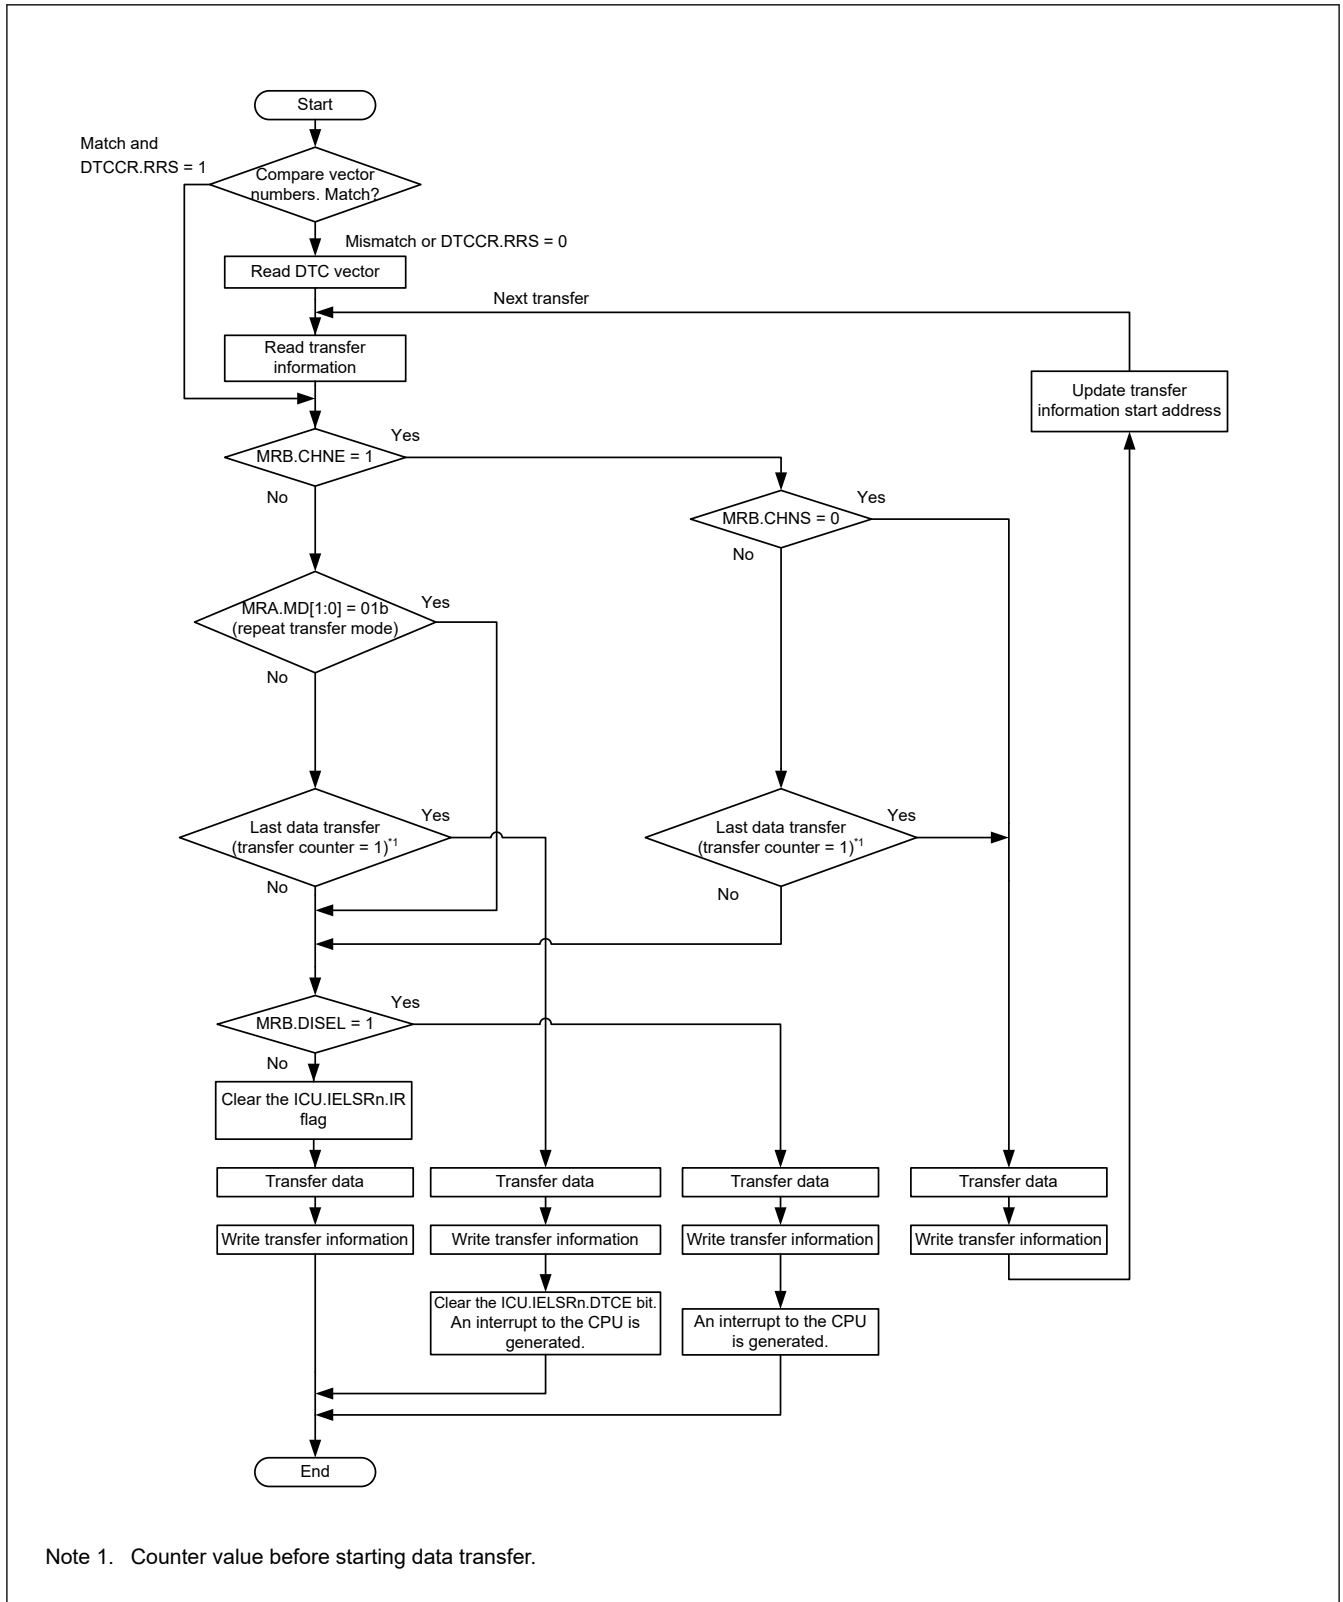 Start
Match and
DTCCR.RRS = 1
Compare vector
numbers. Match?
Mismatch or DTCCR.RRS = 0
Read DTC vector
Next transfer
Read transfer
information
Update transfer
information start address
Yes
MRB.CHNE = 1
No
Yes
MRB.CHNS = 0
No
MRA.MD[1:0] = 01b
(repeat transfer mode)
Yes
No
Last data transfer
(transfer counter = 1)*1
Yes
No
Last data transfer
(transfer counter = 1)*1
Yes
No
MRB.DISEL = 1
Yes
No
Clear the ICU.IELSRn.IR
flag
Transfer data
Transfer data
Transfer data
Transfer data
Write transfer information
Write transfer information
Write transfer information
Write transfer information
Clear the ICU.IELSRn.DTCE bit.
An interrupt to the CPU is
generated.
An interrupt to the CPU
is generated.
End
Note 1. Counter value before starting data transfer.